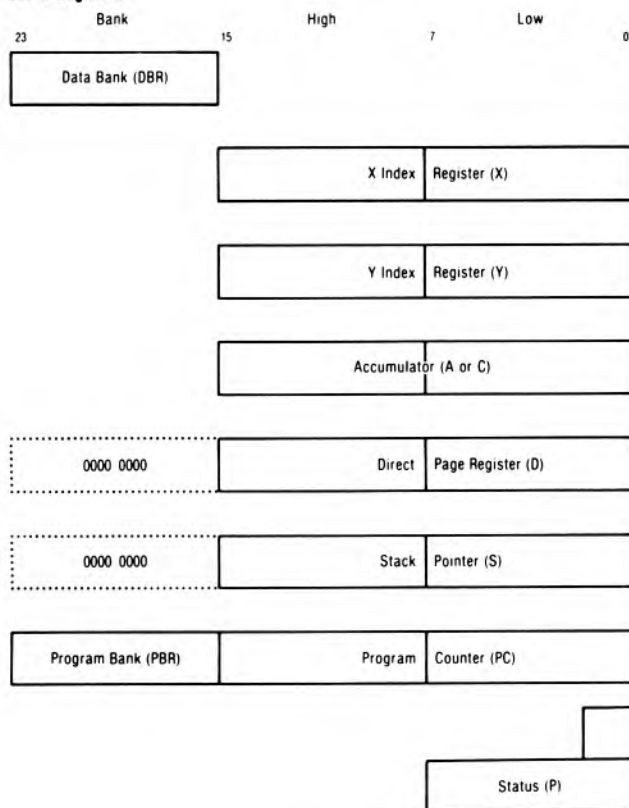 Bank High Low
23 15 7 0
Data Bank (DBR)
X Index Register (X)
Y Index Register (Y)
Accumulator (A or C)
0000 0000 Direct Page Register (D)
0000 0000 Stack Pointer (S)
Program Bank (PBR) Program Counter (PC)
Status (P)